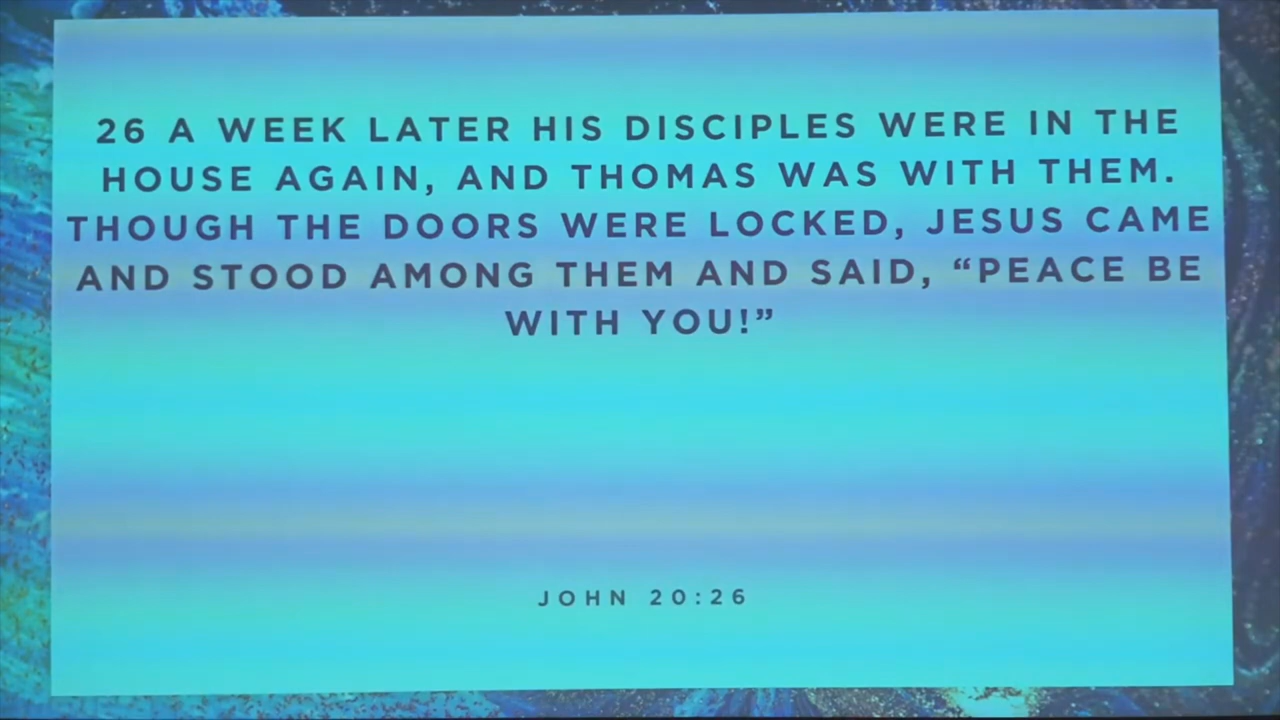 26 A WEEK LATER HIS DISCIPLES WERE IN THE
HOUSE AGAIN, AND THOMAS WAS WITH THEM.
THOUGH THE DOORS WERE LOCKED, JESUS CAME
AND STOOD AMONG THEM AND SAID, “PEACE BE
WITH YOU!”
JOHN 20:26